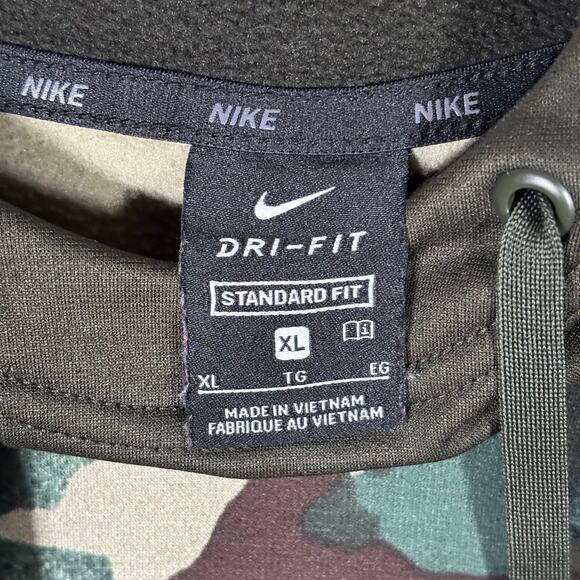 NIKE NIKE NIKE
DRI-FIT
STANDARD FIT
XL i
XL TG EG
MADE IN VIETNAM
FABRIQUE AU VIETNAM